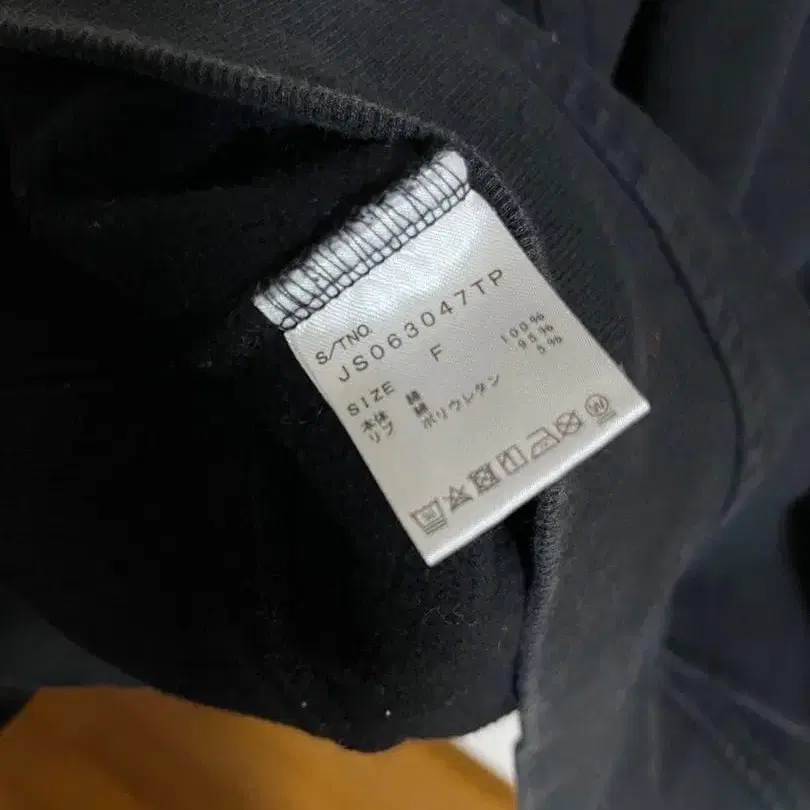 S/TNO.
JS063047TP
SIZE F
本体 綿 100%
リブ 綿 95%
ポリウレタン 5%